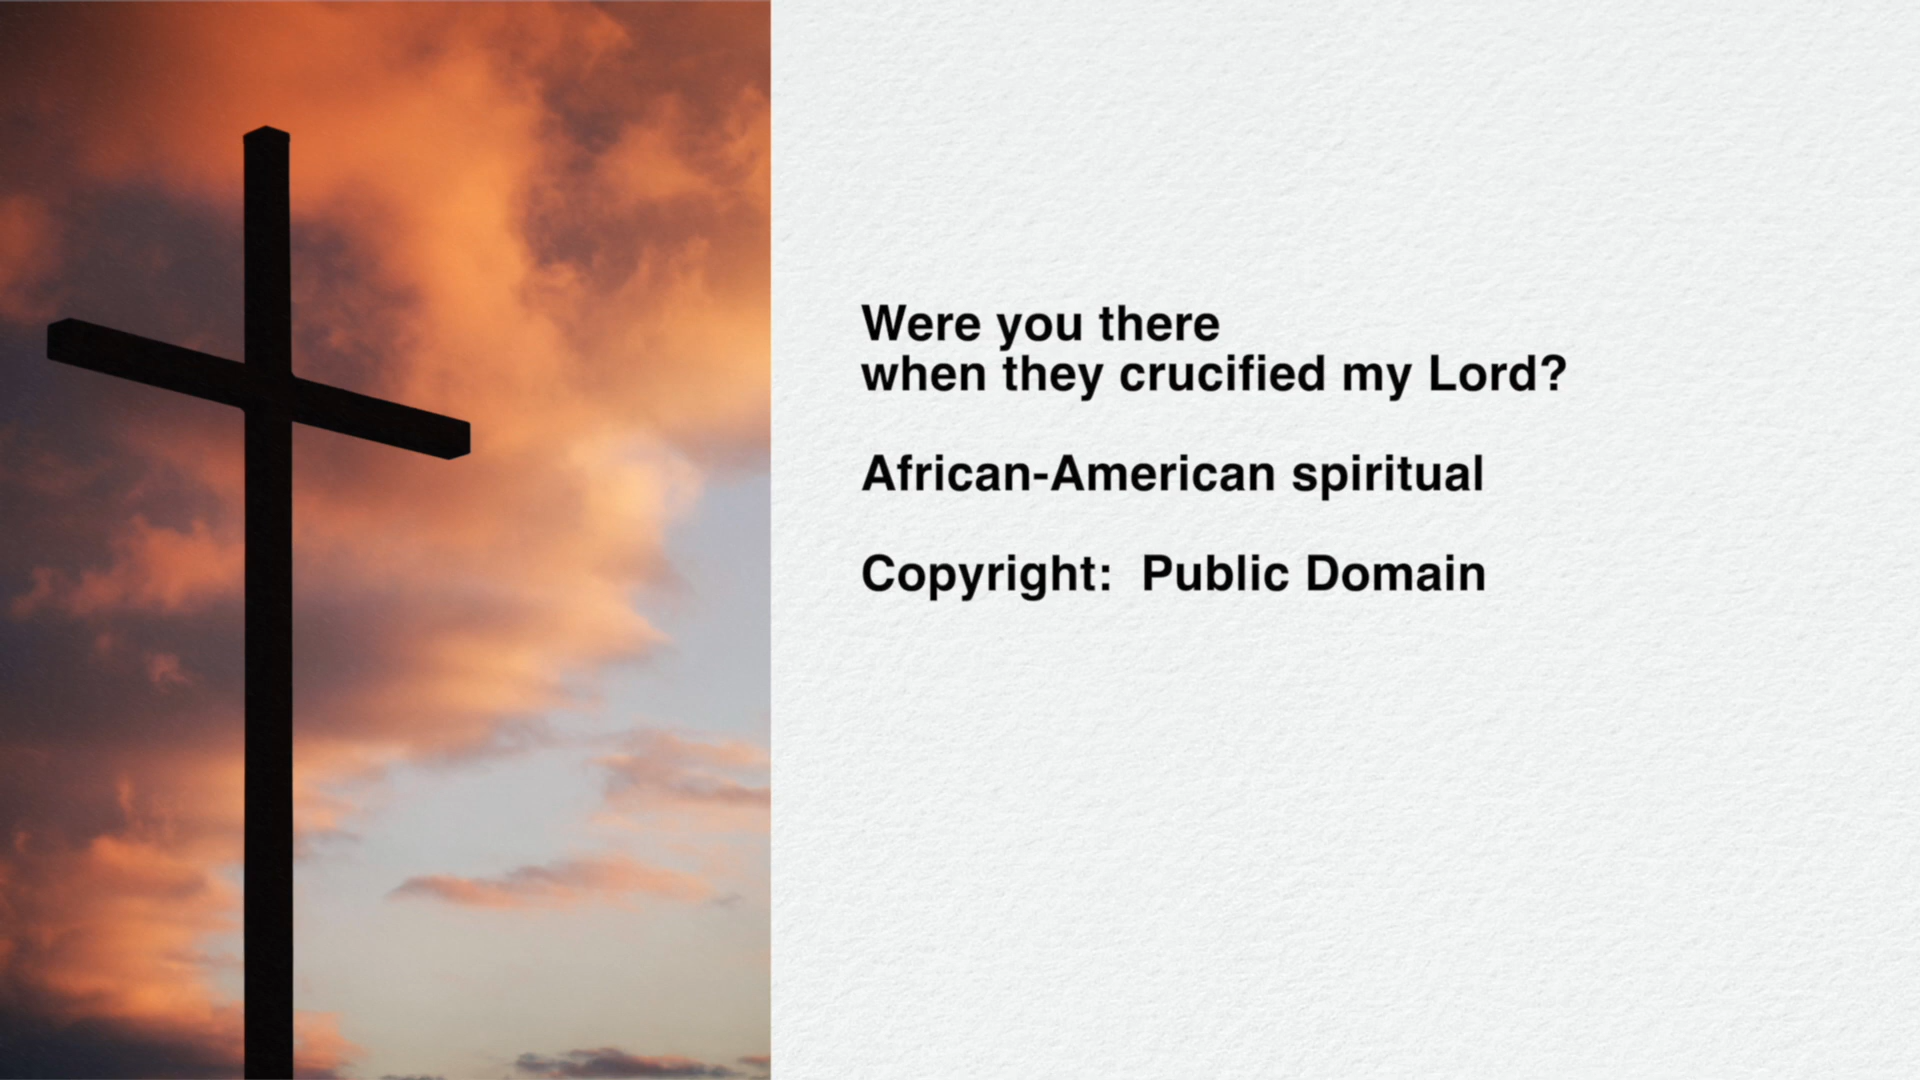 Were you there
when they crucified my Lord?
African-American spiritual
Copyright:  Public Domain